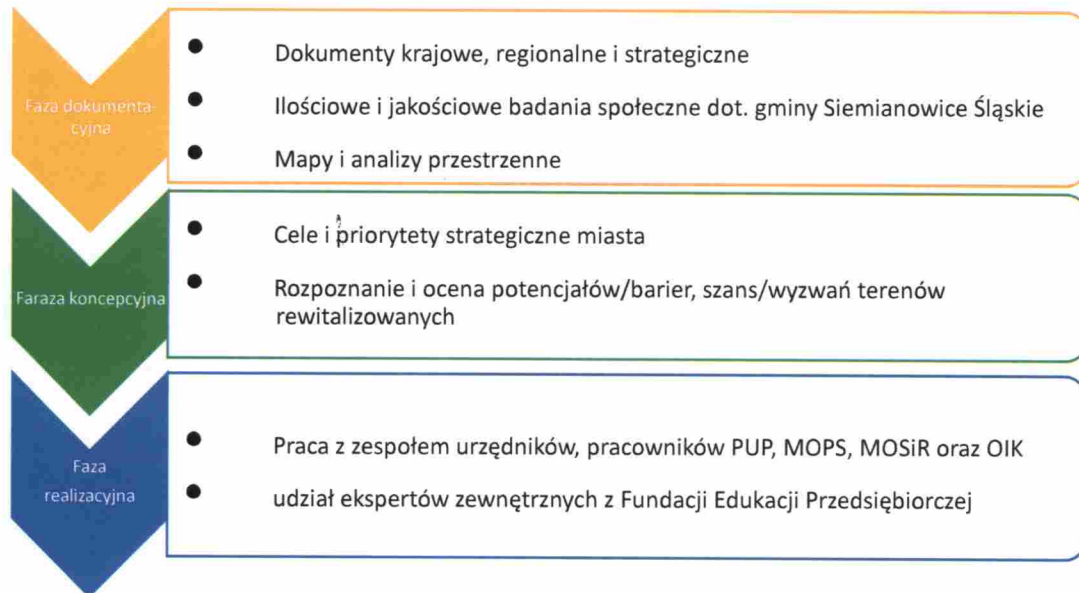 Faza dokumenta-
cyjna
Dokumenty krajowe, regionalne i strategiczne
Ilościowe i jakościowe badania społeczne dot. gminy Siemianowice Śląskie
Mapy i analizy przestrzenne
Faraza koncepcyjna
Cele i priorytety strategiczne miasta
Rozpoznanie i ocena potencjałów/barier, szans/wyzwań terenów
rewitalizowanych
Faza
realizacyjna
Praca z zespołem urzędników, pracowników PUP, MOPS, MOSiR oraz OIK
udział ekspertów zewnętrznych z Fundacji Edukacji Przedsiębiorczej